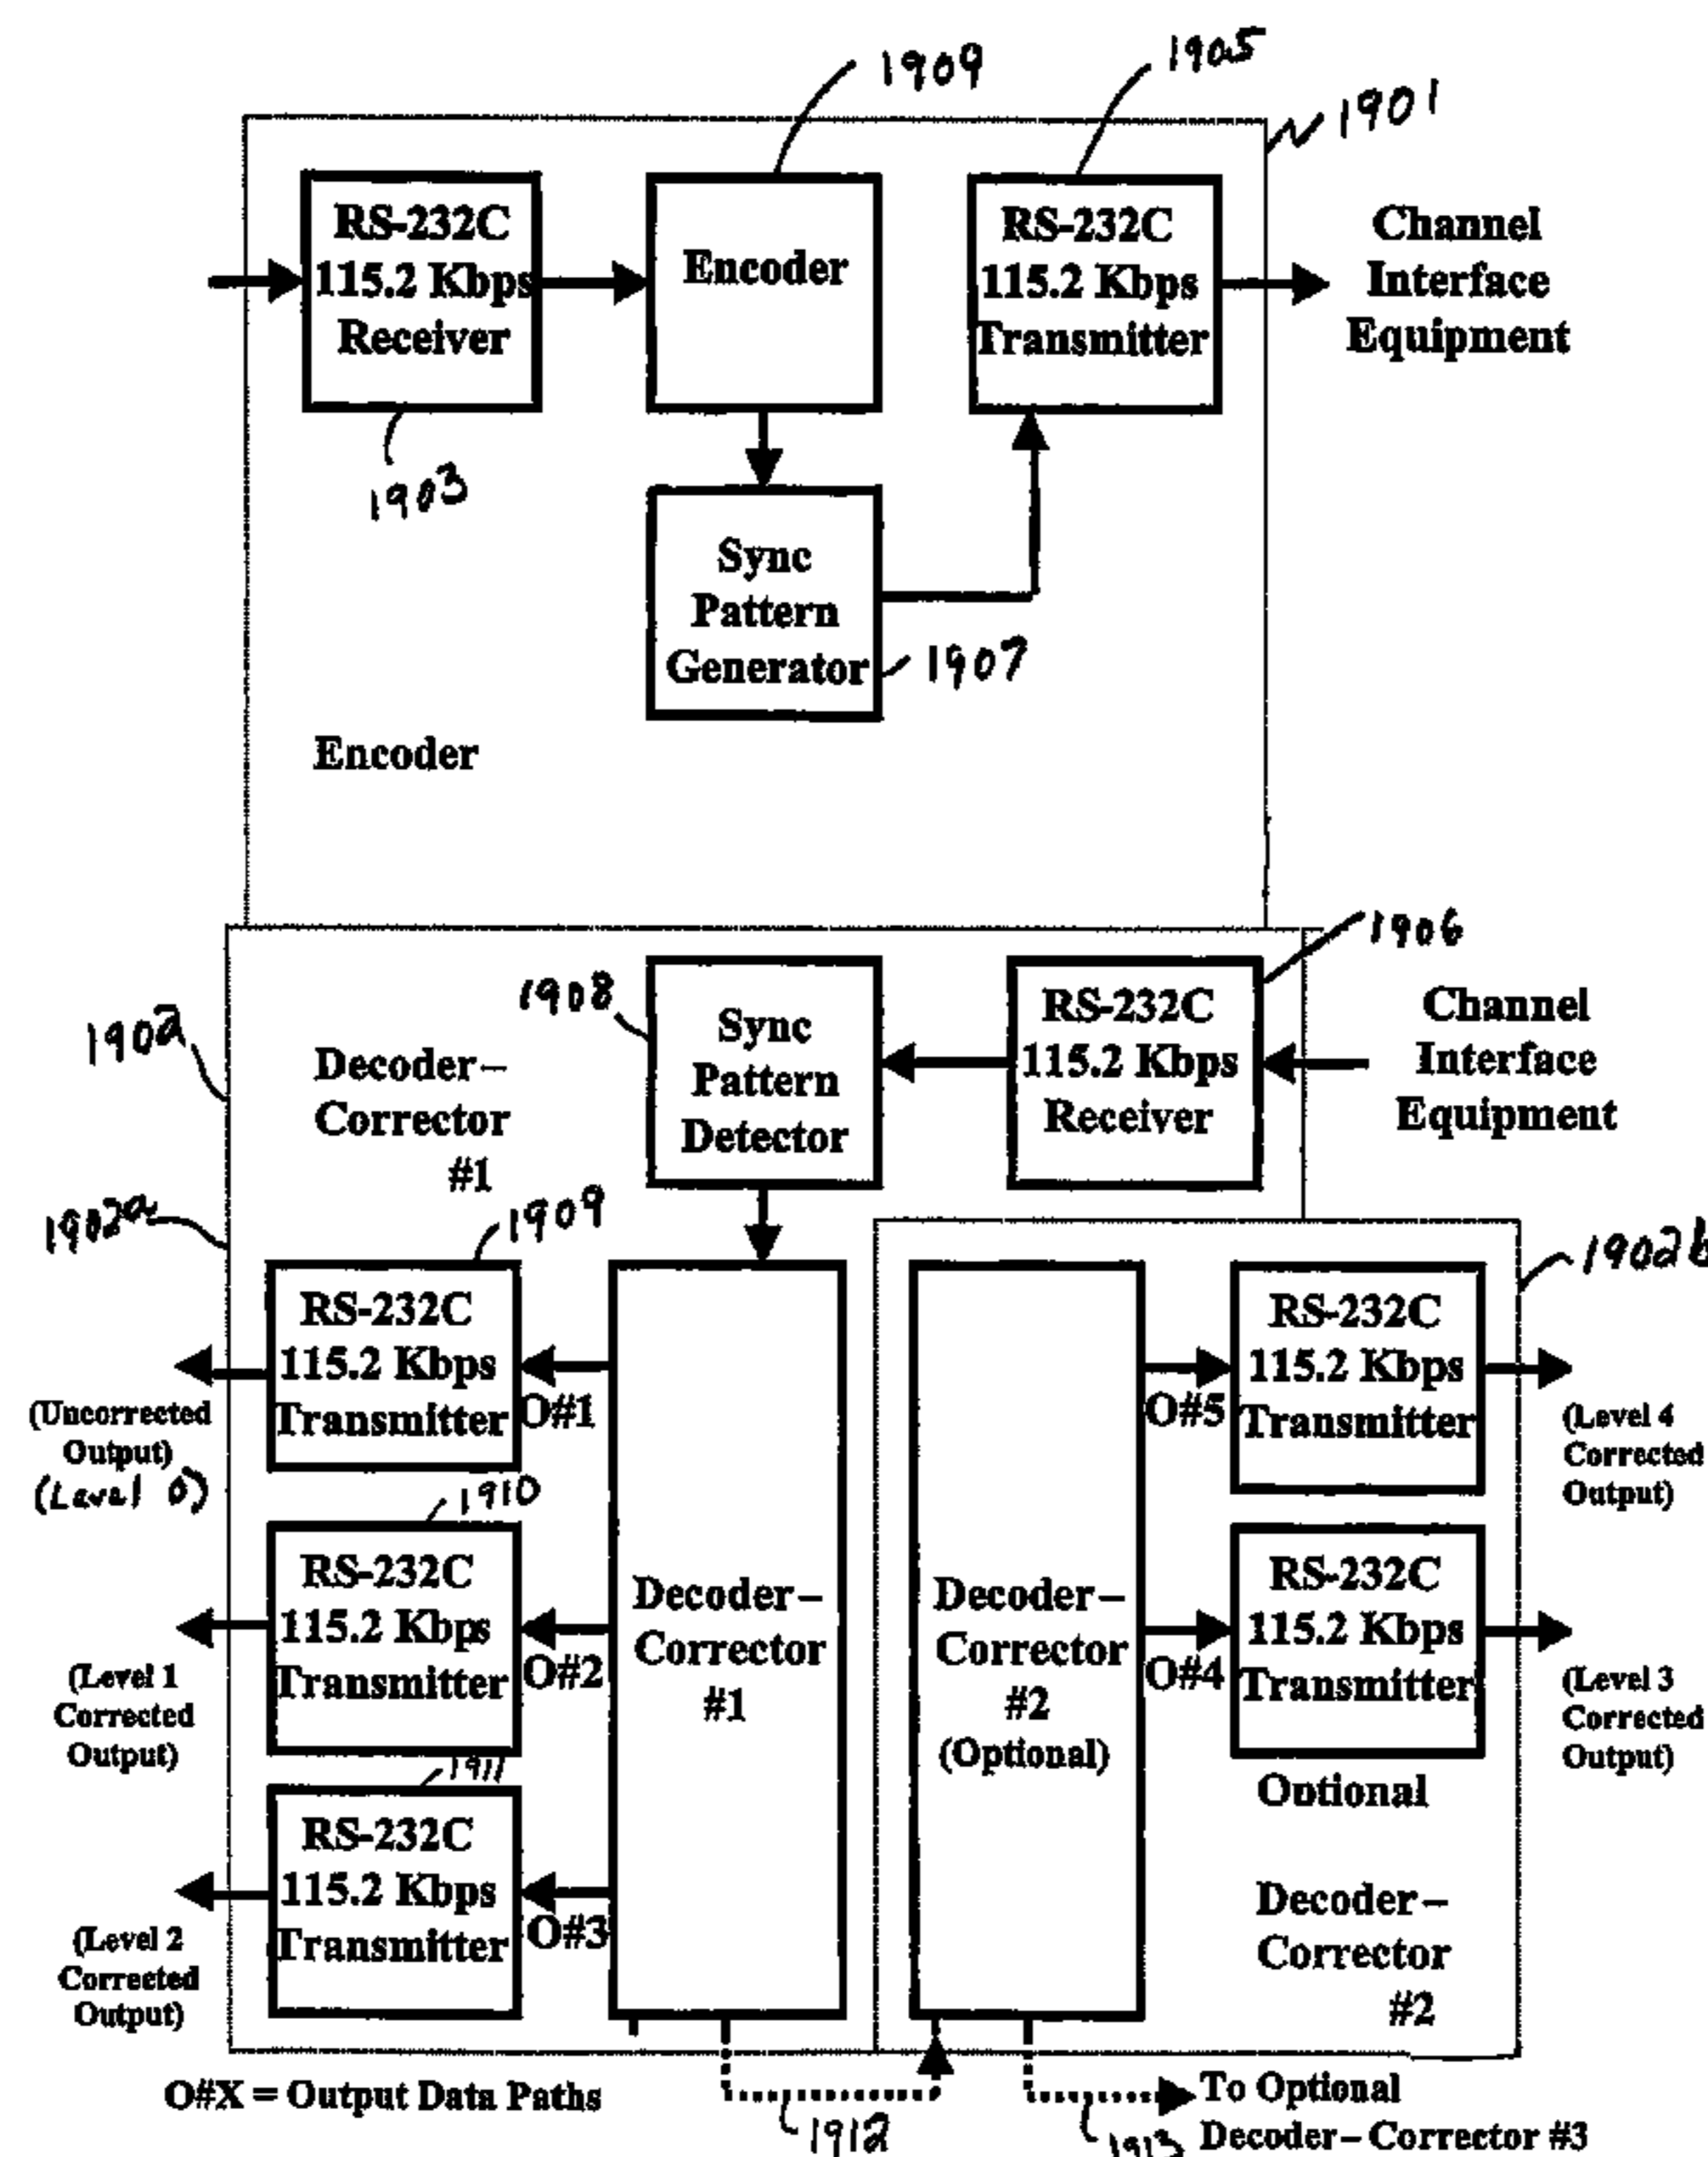 1909
1905
1901
RS-232C
115.2 Kbps
Receiver
Encoder
RS-232C
115.2 Kbps
Transmitter
Channel
Interface
Equipment
1903
Sync
Pattern
Generator
1907
Encoder
1906
1908
Sync
Pattern
Detector
RS-232C
115.2 Kbps
Receiver
Channel
Interface
Equipment
1902
Decoder–
Corrector
#1
1902a
1909
1902b
RS-232C
115.2 Kbps
Transmitter
O#1
(Uncorrected
Output)
(Level 0)
1910
RS-232C
115.2 Kbps
Transmitter
O#2
(Level 1
Corrected
Output)
1911
RS-232C
115.2 Kbps
Transmitter
O#3
(Level 2
Corrected
Output)
Decoder–
Corrector
#1
Decoder–
Corrector
#2
(Optional)
O#5
RS-232C
115.2 Kbps
Transmitter
(Level 4
Corrected
Output)
O#4
RS-232C
115.2 Kbps
Transmitter
(Level 3
Corrected
Output)
Optional
Decoder–
Corrector
#2
O#X = Output Data Paths
1912
1913
To Optional
Decoder–Corrector #3